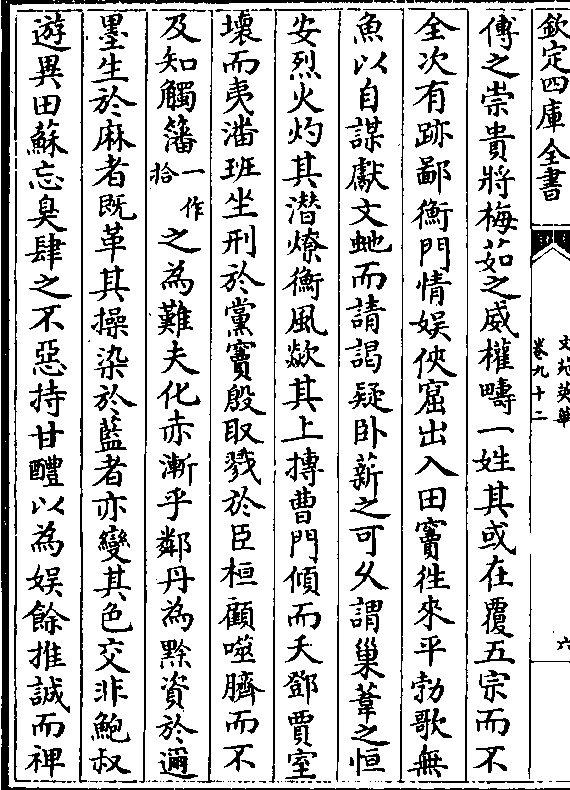 欽定四庫全書
文苑英華
卷九十二
六
傅之崇貴將梅茹之威權疇一姓其或在覆五宗而不
全次有跡鄙衡門情娱俠窟出入田竇徃來平勃歌無
魚以自謀獻文虵而請謁疑卧薪之可久謂巢葦之恒
安烈火灼其潜燎衝風歘其上摶曹門傾而夭鄧賈室
壊而夷潘班坐刑於黨竇殷取戮於臣桓顧噬臍而不
及知觸籓一作拾之為難夫化赤漸乎鄰丹為黟資於邇
墨生於麻者既革其操染於藍者亦變其色交非鮑叔
遊異田蘇忘臭肆之不惡持甘醴以為娱餘推誠而裨